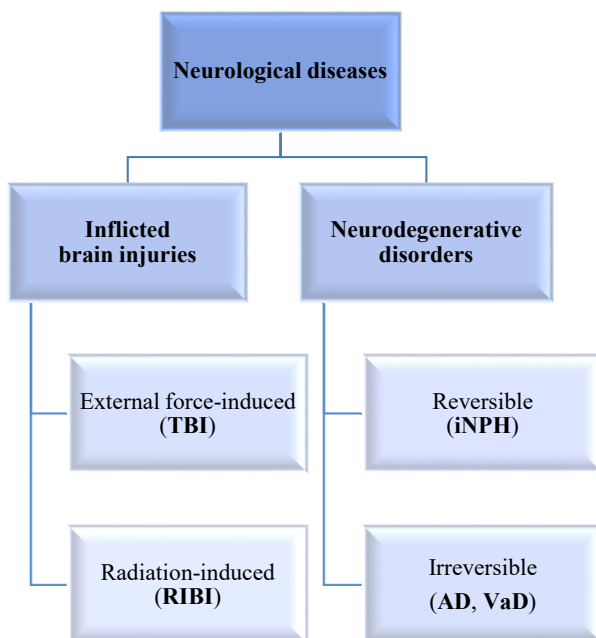 Neurological diseases
Inflicted
brain injuries
Neurodegenerative
disorders
External force-induced
(TBI)
Reversible
(iNPH)
Radiation-induced
(RIBI)
Irreversible
(AD, VaD)